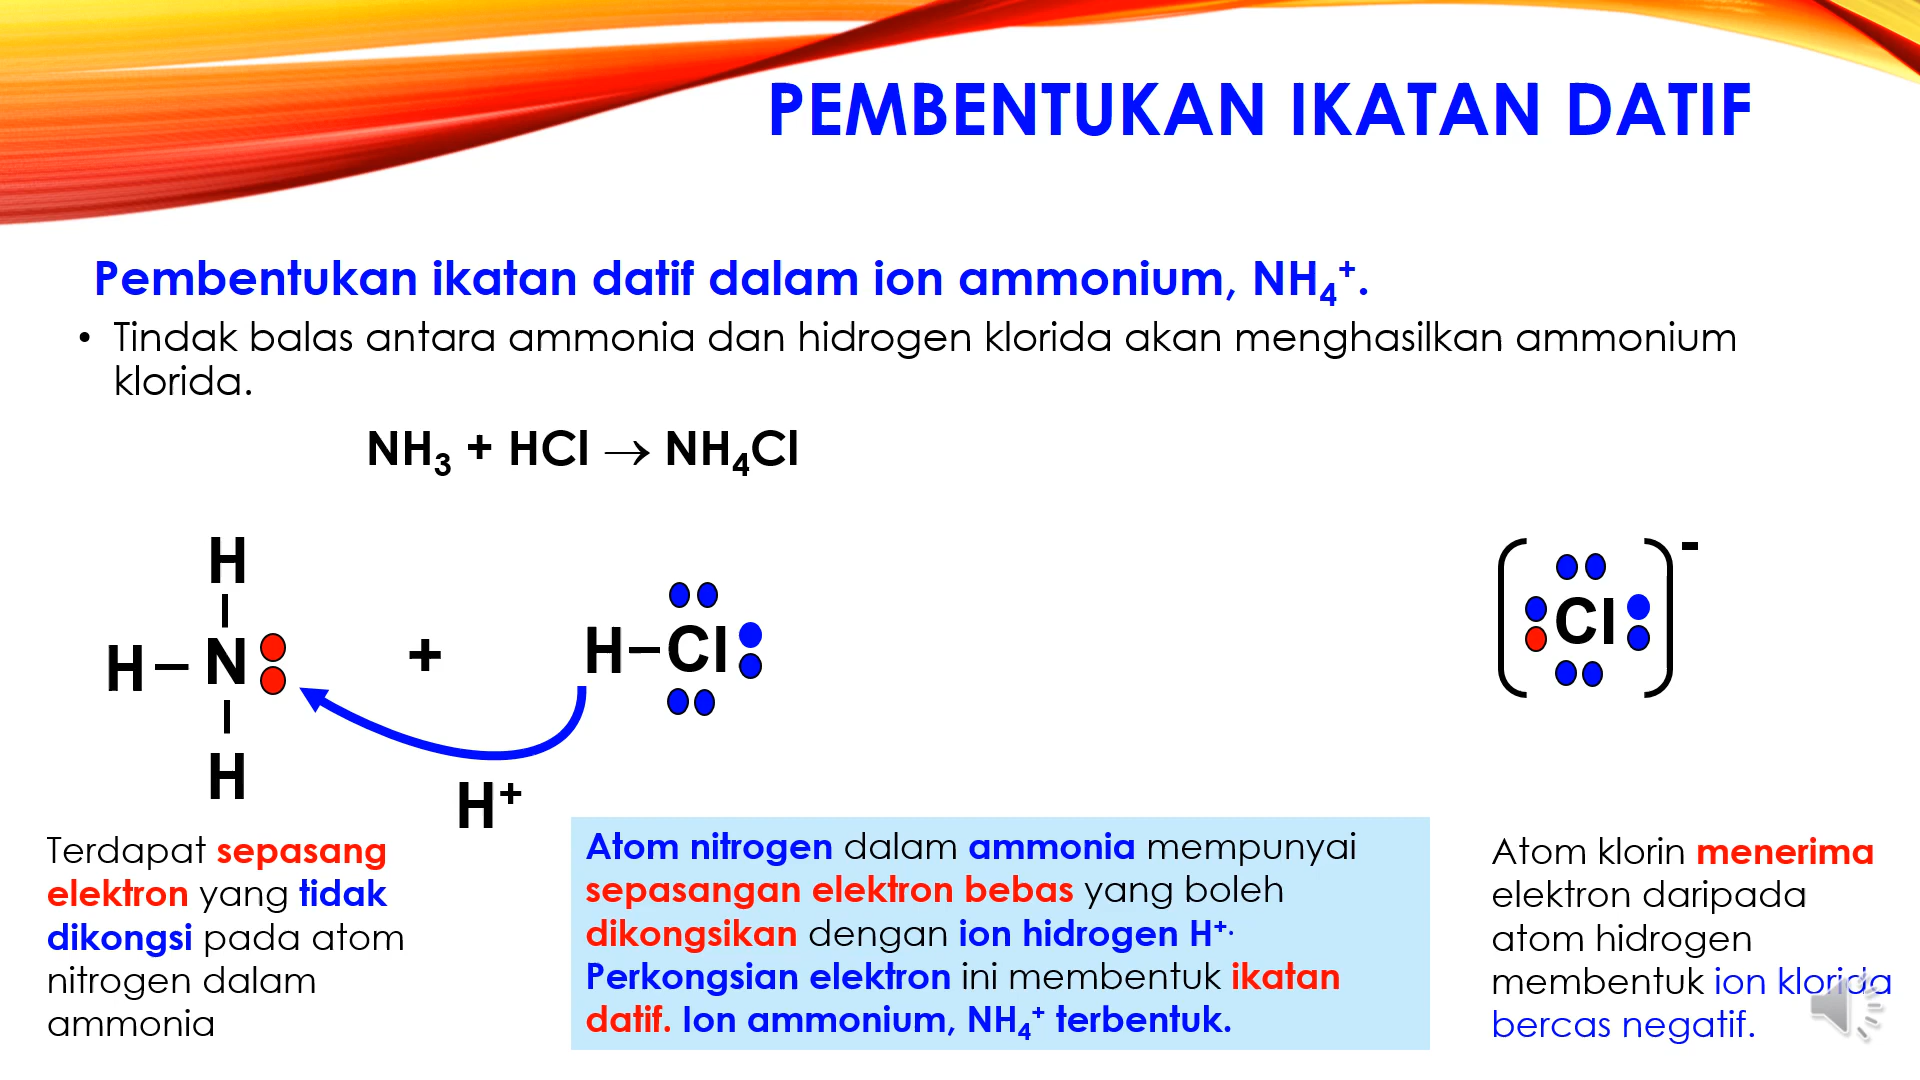 PEMBENTUKAN IKATAN DATIF
Pembentukan ikatan datif dalam ion ammonium, NH₄⁺.
• Tindak balas antara ammonia dan hidrogen klorida akan menghasilkan ammonium
klorida.
NH₃ + HCl → NH₄Cl
H
H – N
H
+
H–Cl
H⁺
Cl -
Terdapat sepasang
elektron yang tidak
dikongsi pada atom
nitrogen dalam
ammonia
Atom nitrogen dalam ammonia mempunyai
sepasangan elektron bebas yang boleh
dikongsikan dengan ion hidrogen H⁺.
Perkongsian elektron ini membentuk ikatan
datif. Ion ammonium, NH₄⁺ terbentuk.
Atom klorin menerima
elektron daripada
atom hidrogen
membentuk ion klorida
bercas negatif.